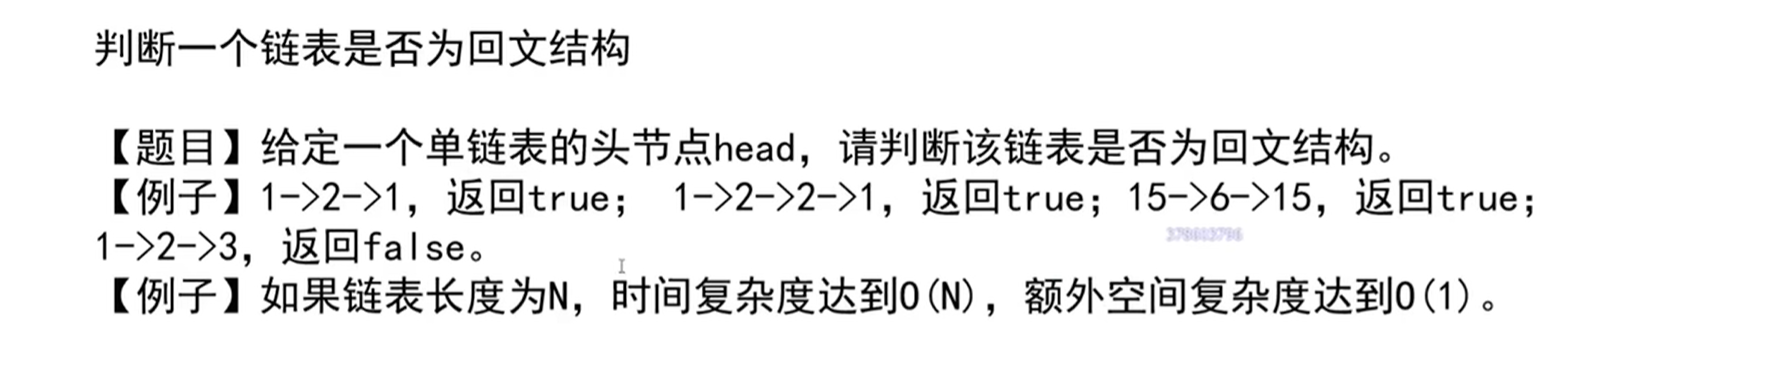 判断一个链表是否为回文结构
【题目】给定一个单链表的头节点head，请判断该链表是否为回文结构。
【例子】1->2->1，返回true； 1->2->2->1，返回true；15->6->15，返回true；
1->2->3，返回false。
【例子】如果链表长度为N，时间复杂度达到O(N)，额外空间复杂度达到O(1)。